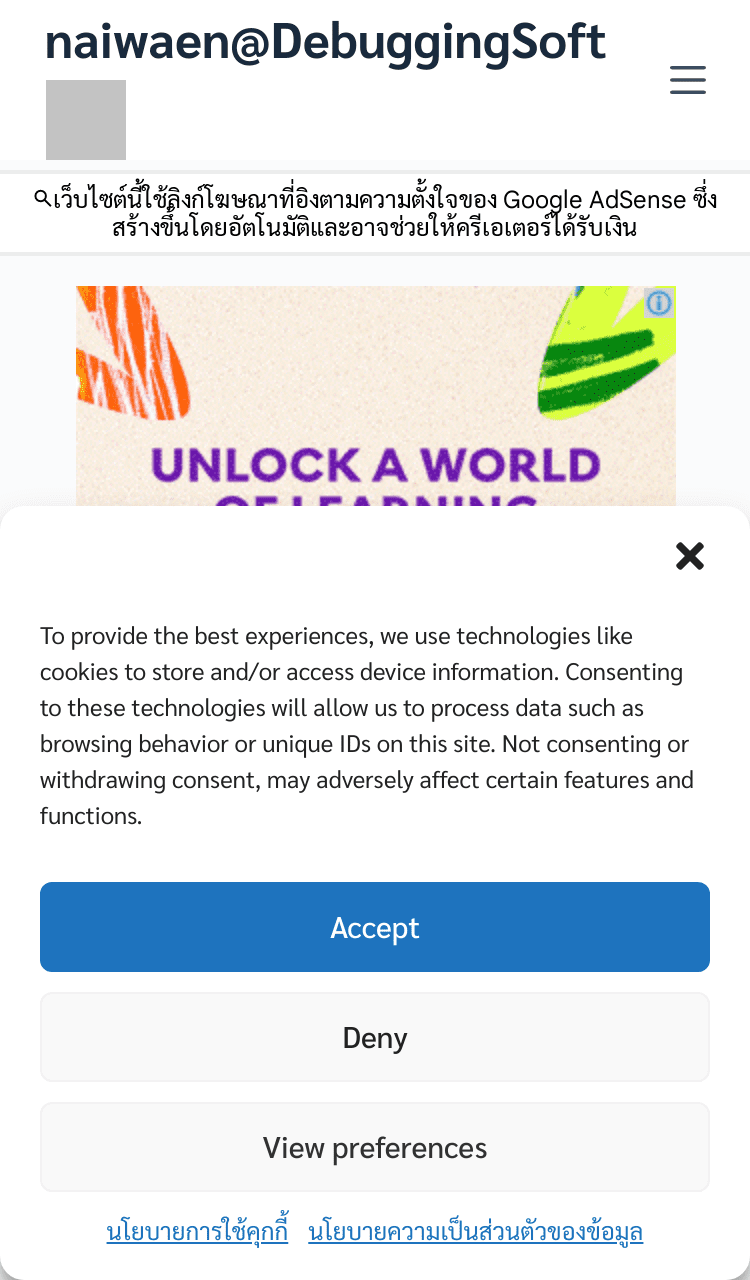 naiwaen@DebuggingSoft
เว็บไซต์นี้ใช้ลิงก์โฆษณาที่อิงตามความตั้งใจของ Google AdSense ซึ่ง
สร้างขึ้นโดยอัตโนมัติและอาจช่วยให้ครีเอเตอร์ได้รับเงิน
UNLOCK A WORLD
OF LEARNING
To provide the best experiences, we use technologies like
cookies to store and/or access device information. Consenting
to these technologies will allow us to process data such as
browsing behavior or unique IDs on this site. Not consenting or
withdrawing consent, may adversely affect certain features and
functions.
Accept
Deny
View preferences
นโยบายการใช้คุกกี้ นโยบายความเป็นส่วนตัวของข้อมูล